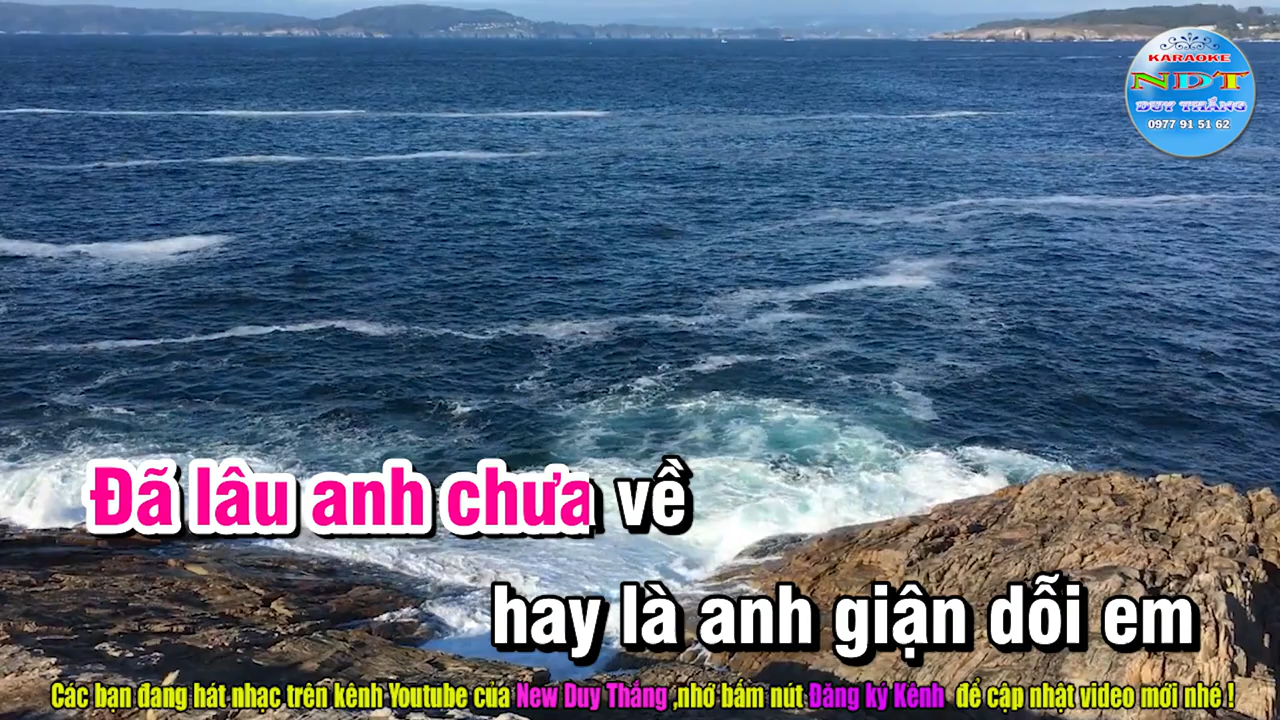 KARAOKE
NDT
DUY THẮNG
0977 91 51 62
Đã lâu anh chưa về
hay là anh giận dỗi em
Các bạn đang hát nhạc trên kênh Youtube của New Duy Thắng ,nhớ bấm nút Đăng ký Kênh để cập nhật video mới nhé !